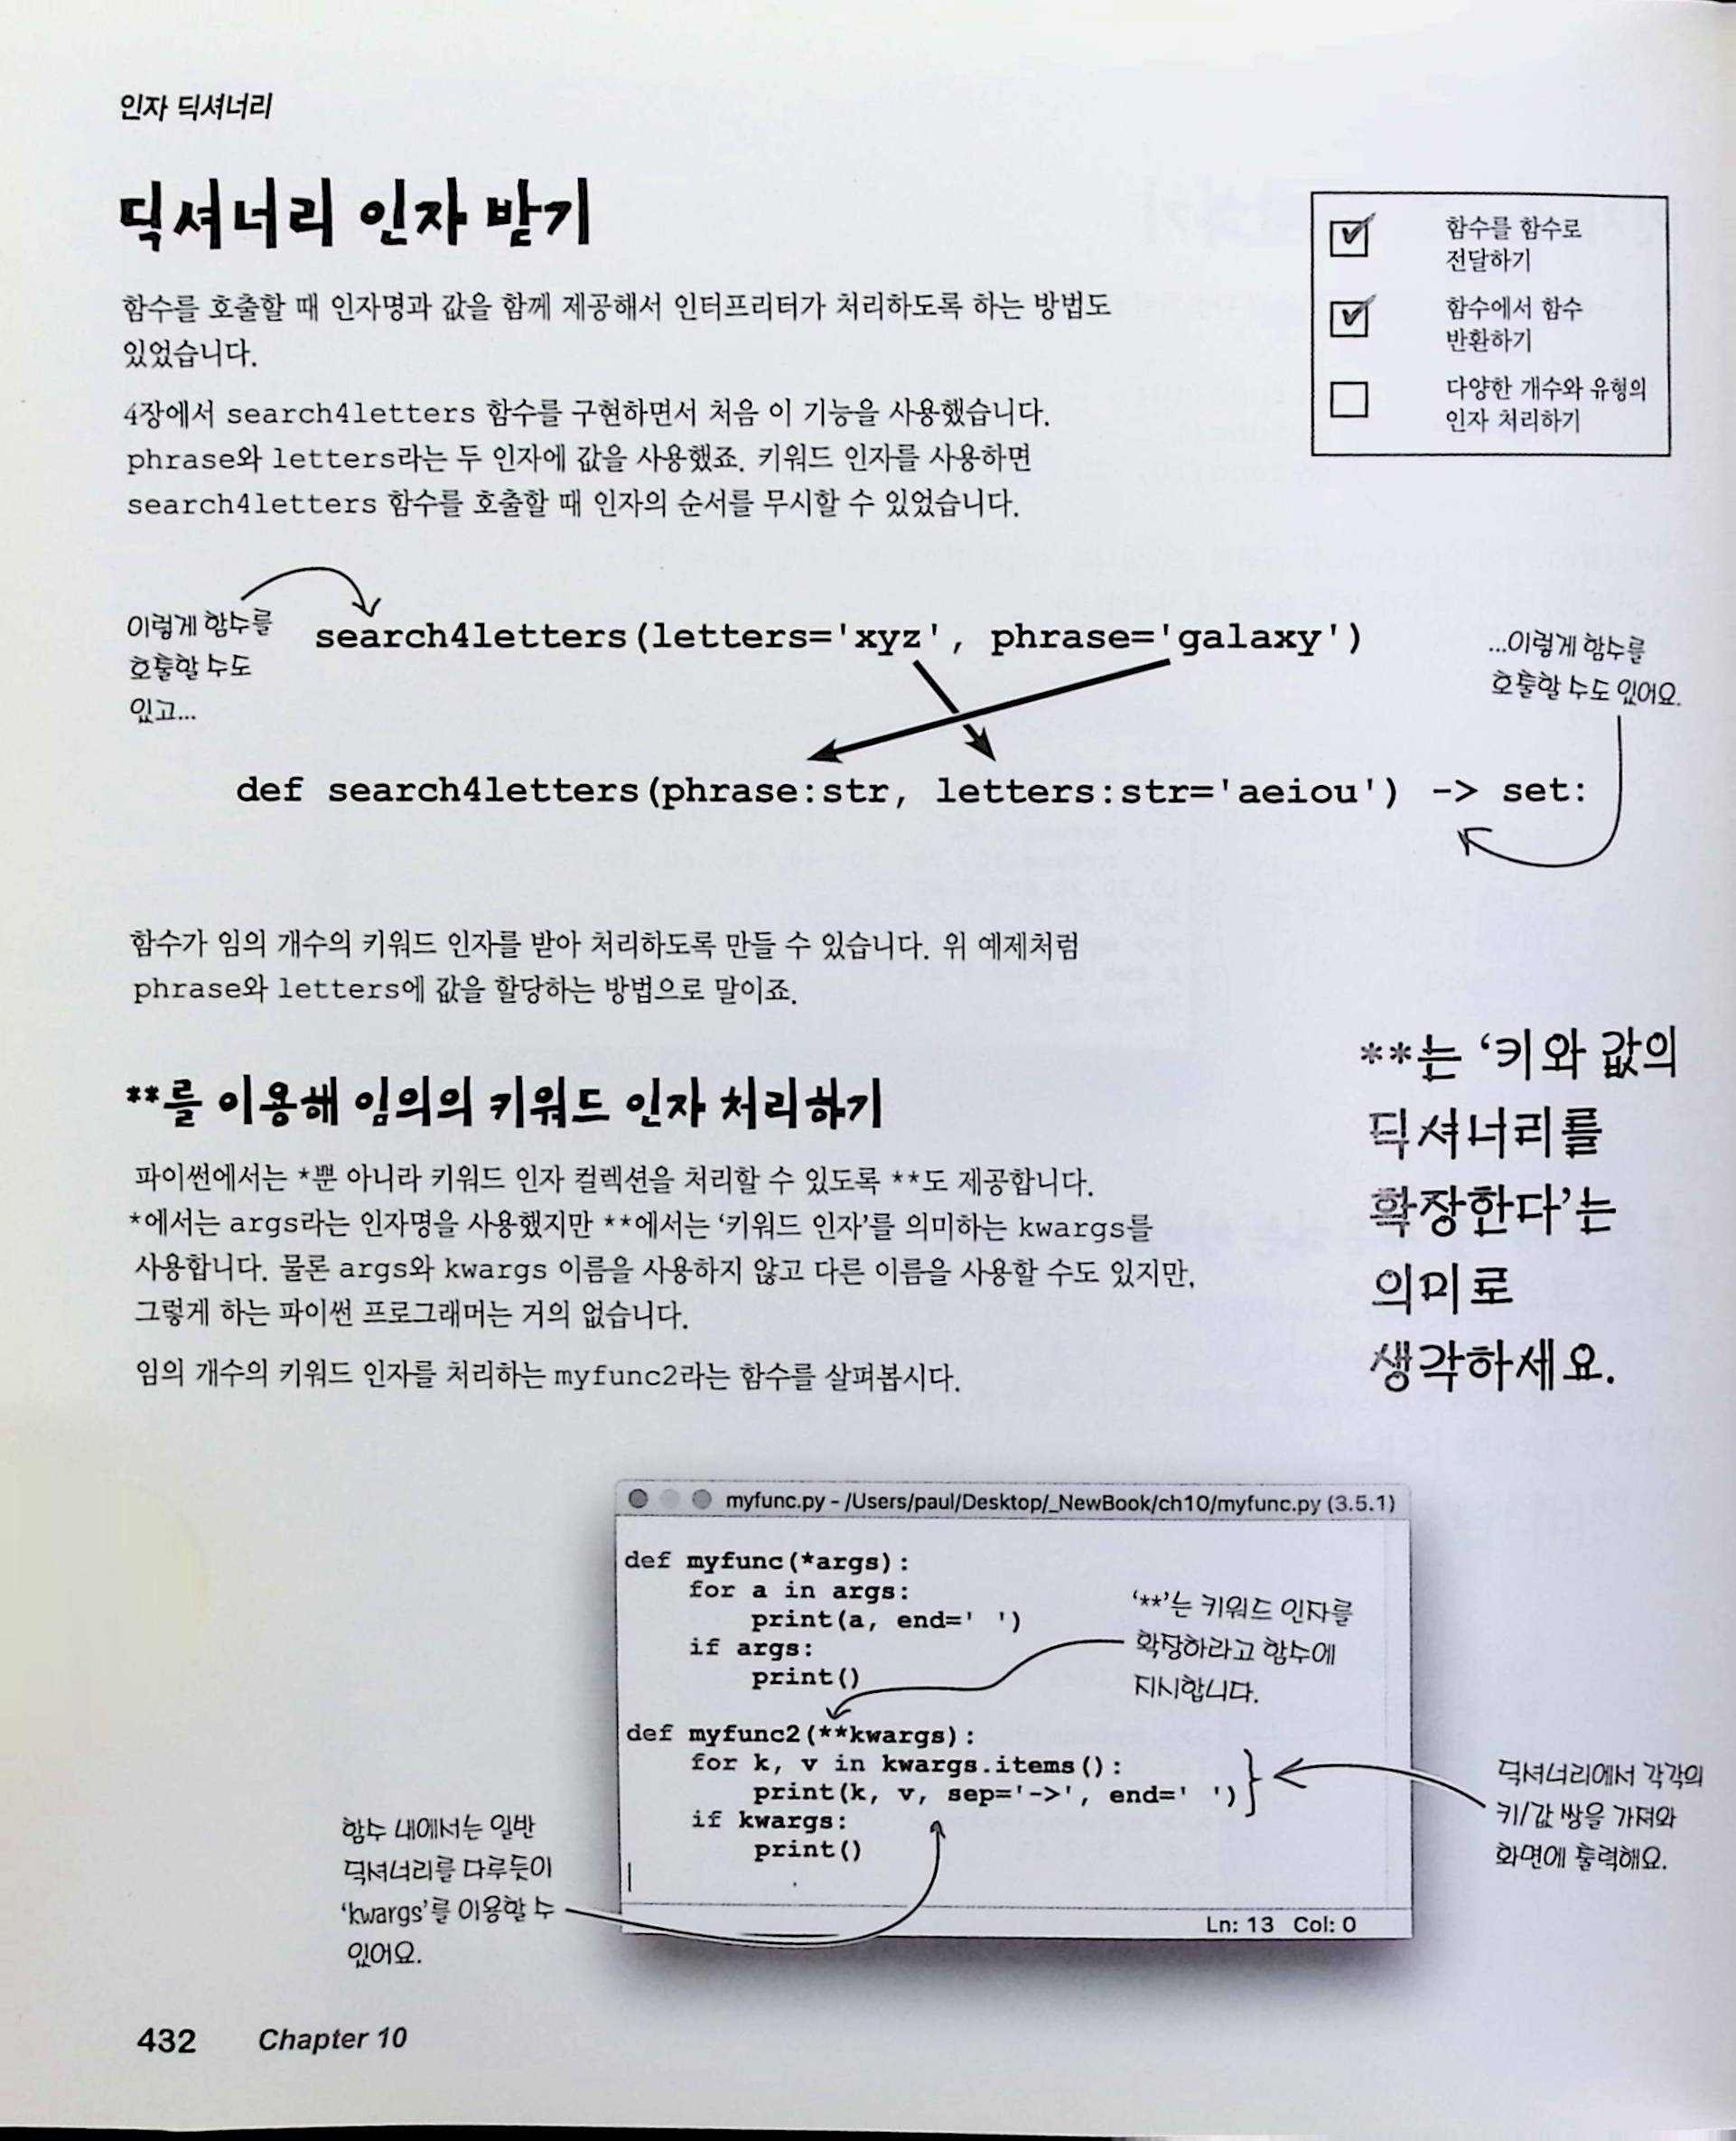 인자 딕셔너리
딕셔너리 인자 받기
함수를 호출할 때 인자명과 값을 함께 제공해서 인터프리터가 처리하도록 하는 방법도
있었습니다.
4장에서 search4letters 함수를 구현하면서 처음 이 기능을 사용했습니다.
phrase와 letters라는 두 인자에 값을 사용했죠. 키워드 인자를 사용하면
search4letters 함수를 호출할 때 인자의 순서를 무시할 수 있었습니다.
함수를 함수로
전달하기
함수에서 함수
반환하기
다양한 개수와 유형의
인자 처리하기
이렇게 함수를
호출할 수도
있고...
search4letters(letters='xyz', phrase='galaxy')
...이렇게 함수를
호출할 수도 있어요.
def search4letters(phrase:str, letters:str='aeiou') -> set:
함수가 임의 개수의 키워드 인자를 받아 처리하도록 만들 수 있습니다. 위 예제처럼
phrase와 letters에 값을 할당하는 방법으로 말이죠.
**를 이용해 임의의 키워드 인자 처리하기
파이썬에서는 *뿐 아니라 키워드 인자 컬렉션을 처리할 수 있도록 **도 제공합니다.
*에서는 args라는 인자명을 사용했지만 **에서는 ‘키워드 인자’를 의미하는 kwargs를
사용합니다. 물론 args와 kwargs 이름을 사용하지 않고 다른 이름을 사용할 수도 있지만,
그렇게 하는 파이썬 프로그래머는 거의 없습니다.
임의 개수의 키워드 인자를 처리하는 myfunc2라는 함수를 살펴봅시다.
**는 ‘키와 값의
딕셔너리를
확장한다’는
의미로
생각하세요.
myfunc.py - /Users/paul/Desktop/_NewBook/ch10/myfunc.py (3.5.1)
def myfunc(*args):
    for a in args:
        print(a, end=' ')
    if args:
        print()
‘**’는 키워드 인자를
확장하라고 함수에
지시합니다.
def myfunc2(**kwargs):
    for k, v in kwargs.items():
        print(k, v, sep='->', end=' ')
    if kwargs:
        print()
Ln: 13 Col: 0
딕셔너리에서 각각의
키/값 쌍을 가져와
화면에 출력해요.
함수 내에서는 일반
딕셔너리를 다루듯이
‘kwargs’를 이용할 수
있어요.
432 Chapter 10